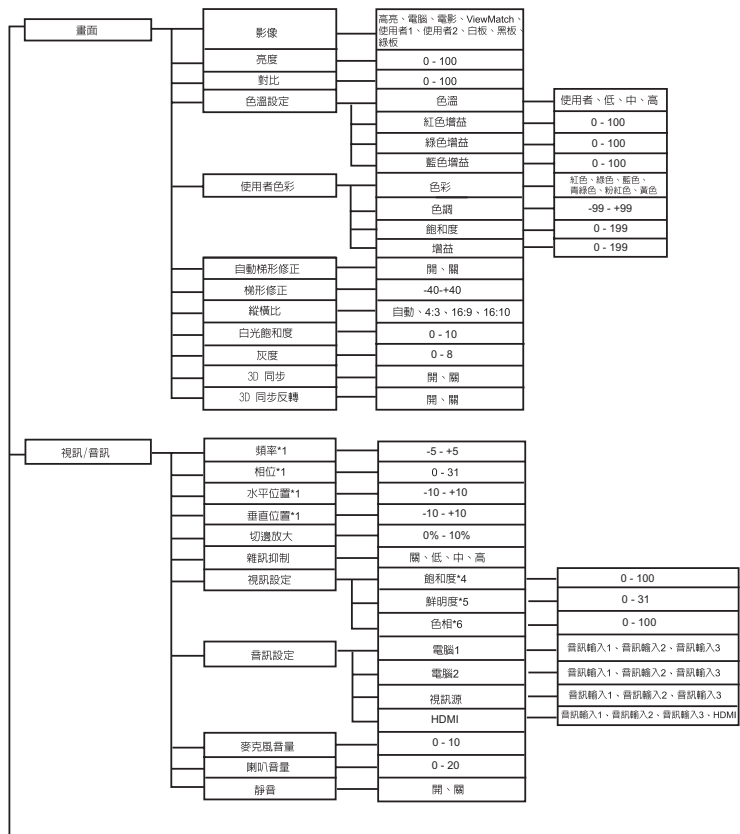 畫面
影像
高亮、電腦、電影、ViewMatch、
使用者1、使用者2、白板、黑板、
綠板
亮度
0 - 100
對比
0 - 100
色溫設定
色溫
使用者、低、中、高
紅色增益
0 - 100
綠色增益
0 - 100
藍色增益
0 - 100
使用者色彩
色彩
紅色、綠色、藍色、
青綠色、粉紅色、黃色
色調
-99 - +99
飽和度
0 - 199
增益
0 - 199
自動梯形修正
開、關
梯形修正
-40-+40
縱橫比
自動、4:3、16:9、16:10
白光飽和度
0 - 10
灰度
0 - 8
3D 同步
開、關
3D 同步反轉
開、關
視訊/音訊
頻率*1
-5 - +5
相位*1
0 - 31
水平位置*1
-10 - +10
垂直位置*1
-10 - +10
切邊放大
0% - 10%
雜訊抑制
關、低、中、高
視訊設定
飽和度*4
0 - 100
鮮明度*5
0 - 31
色相*6
0 - 100
音訊設定
電腦1
音訊輸入1、音訊輸入2、音訊輸入3
電腦2
音訊輸入1、音訊輸入2、音訊輸入3
視訊源
音訊輸入1、音訊輸入2、音訊輸入3
HDMI
音訊輸入1、音訊輸入2、音訊輸入3、HDMI
麥克風音量
0 - 10
喇叭音量
0 - 20
靜音
開、關